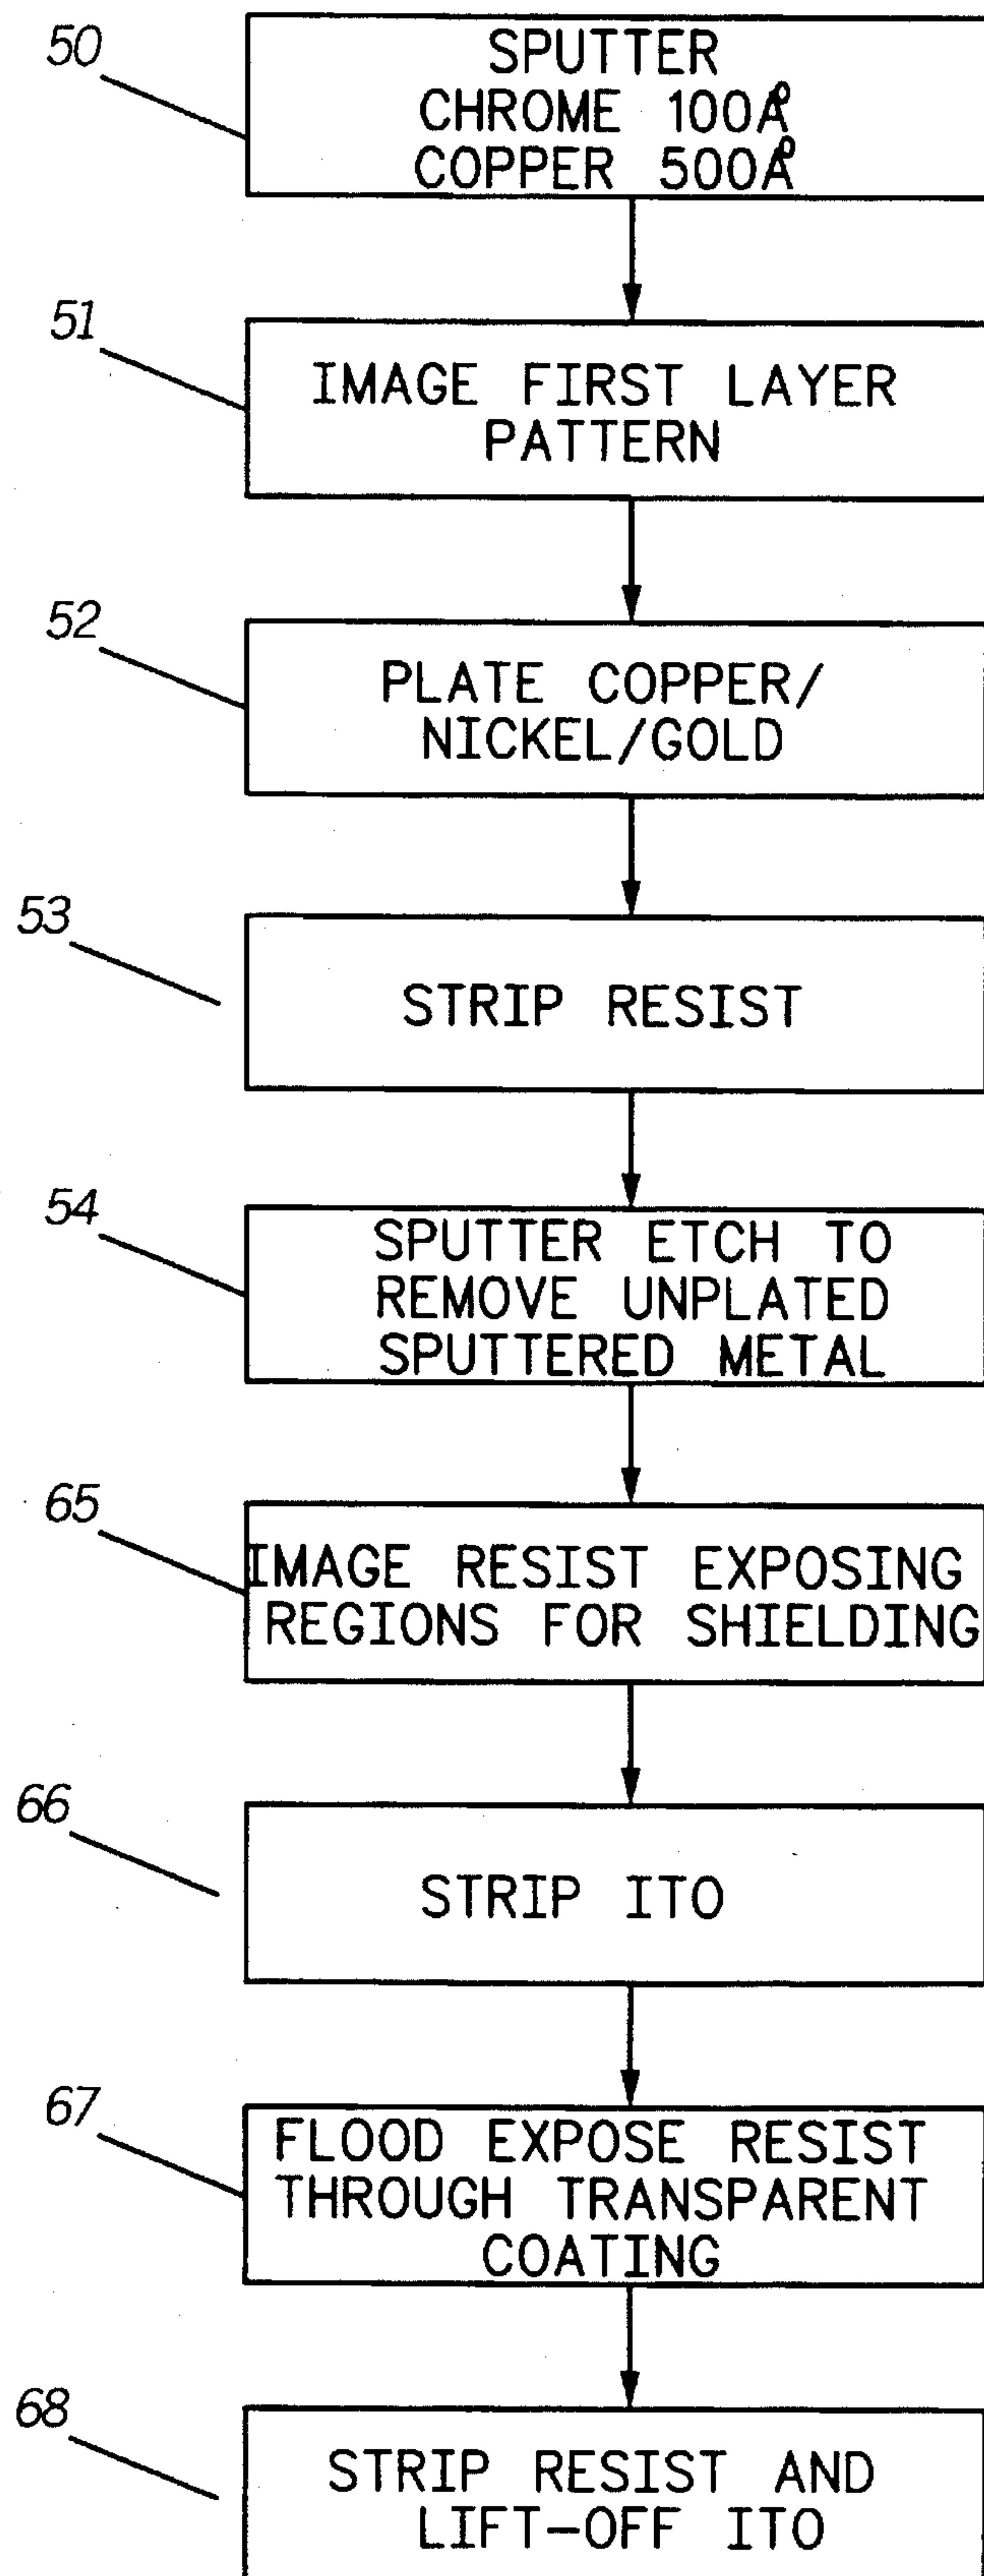 50
SPUTTER
CHROME 100Å
COPPER 500Å
51
IMAGE FIRST LAYER
PATTERN
52
PLATE COPPER/
NICKEL/GOLD
53
STRIP RESIST
54
SPUTTER ETCH TO
REMOVE UNPLATED
SPUTTERED METAL
65
IMAGE RESIST EXPOSING
REGIONS FOR SHIELDING
66
STRIP ITO
67
FLOOD EXPOSE RESIST
THROUGH TRANSPARENT
COATING
68
STRIP RESIST AND
LIFT-OFF ITO